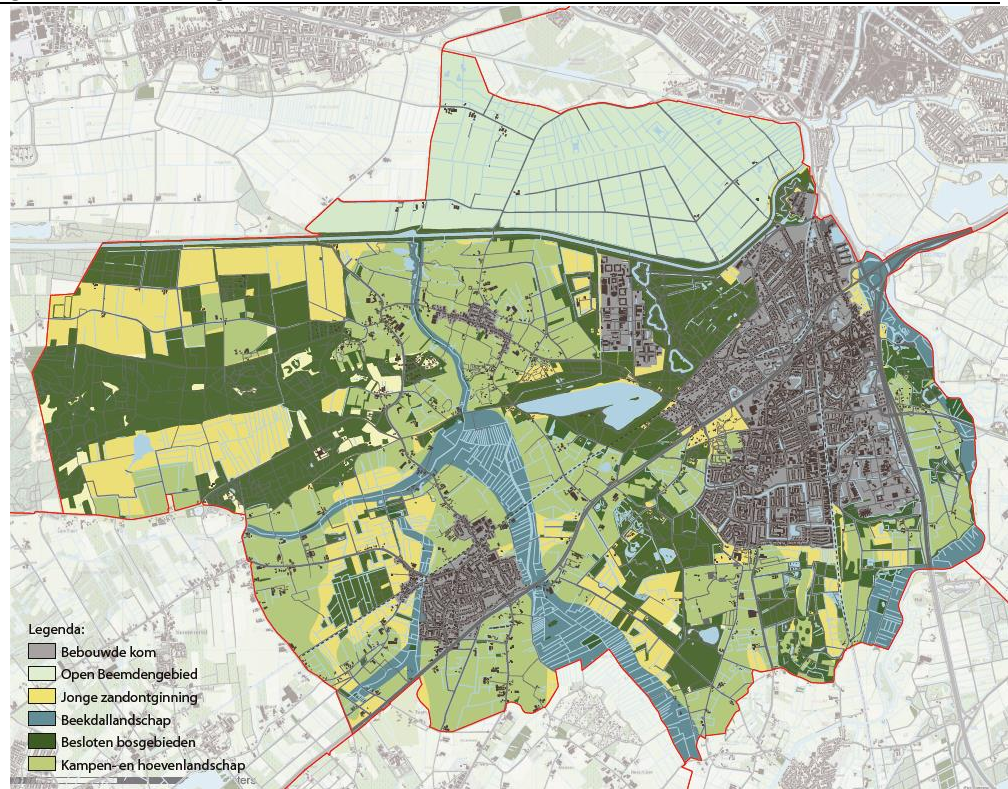 Legenda:
Bebouwde kom
Open Beemdengebied
Jonge zandontginning
Beekdallandschap
Besloten bosgebieden
Kampen- en hoevenlandschap